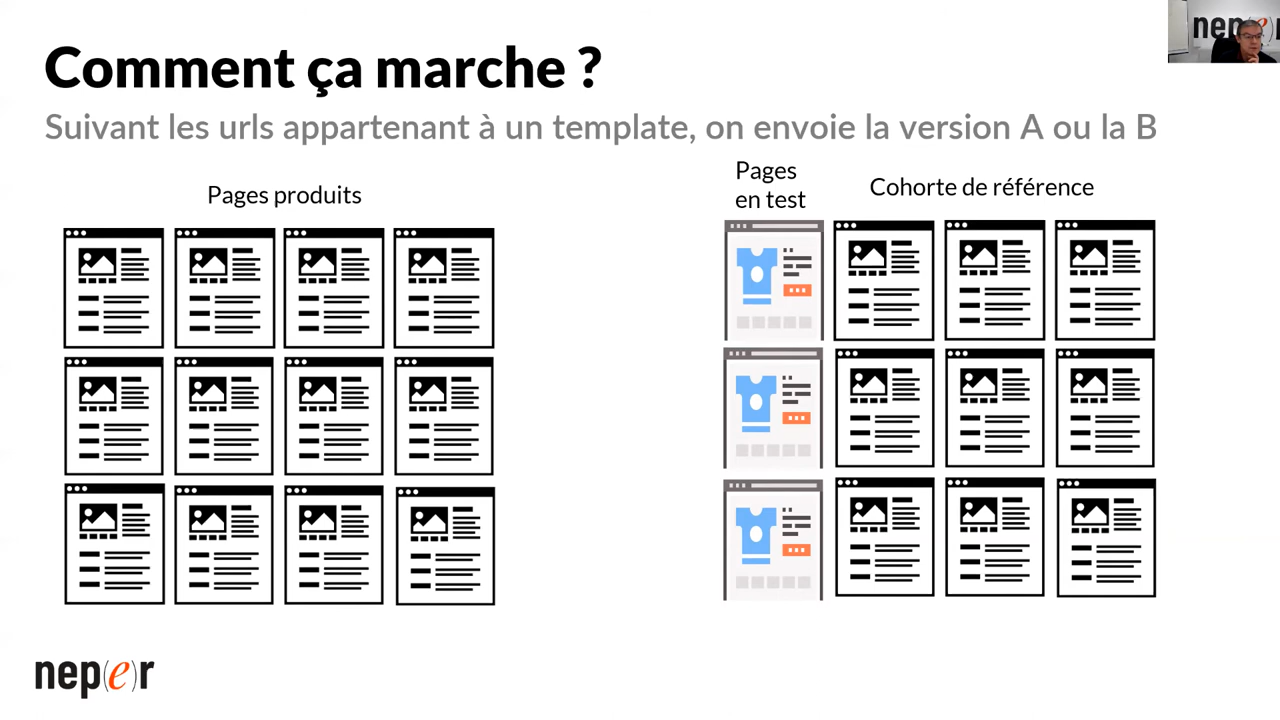 Comment ça marche ?
Suivant les urls appartenant à un template, on envoie la version A ou la B
Pages produits
Pages
en test
Cohorte de référence
nep(e)r
nep(e)r